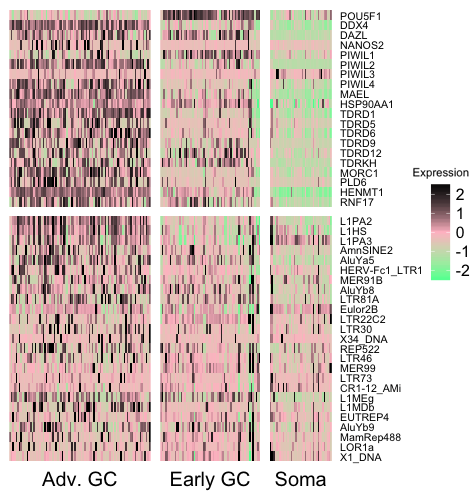 POU5F1
DDX4
DAZL
NANOS2
PIWIL1
PIWIL2
PIWIL3
PIWIL4
MAEL
HSP90AA1
TDRD1
TDRD5
TDRD6
TDRD9
TDRD12
TDRKH
MORC1
PLD6
HENMT1
RNF17
Expression
2
1
0
-1
-2
L1PA2
L1HS
L1PA3
AmnSINE2
AluYa5
HERV-Fc1_LTR1
MER91B
AluYb8
LTR81A
Eulor2B
LTR22C2
LTR30
X34_DNA
REP522
LTR46
MER99
LTR73
CR1-12_AMi
L1MEg
L1MDb
EUTREP4
AluYb9
MamRep488
LOR1a
X1_DNA
Adv. GC Early GC Soma